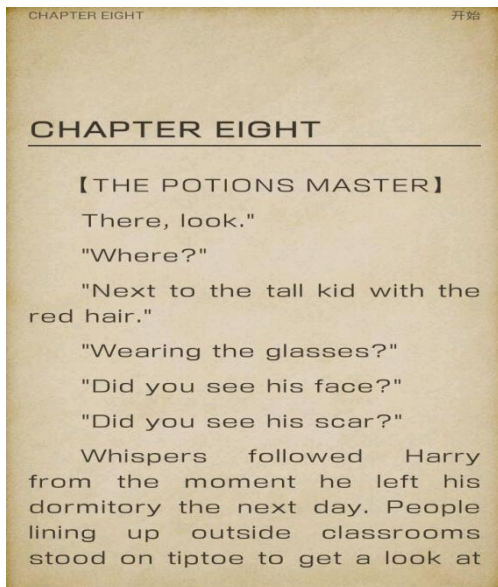 CHAPTER EIGHT 开始
CHAPTER EIGHT
【THE POTIONS MASTER】
There, look."
"Where?"
"Next to the tall kid with the
red hair."
"Wearing the glasses?"
"Did you see his face?"
"Did you see his scar?"
Whispers followed Harry
from the moment he left his
dormitory the next day. People
lining up outside classrooms
stood on tiptoe to get a look at